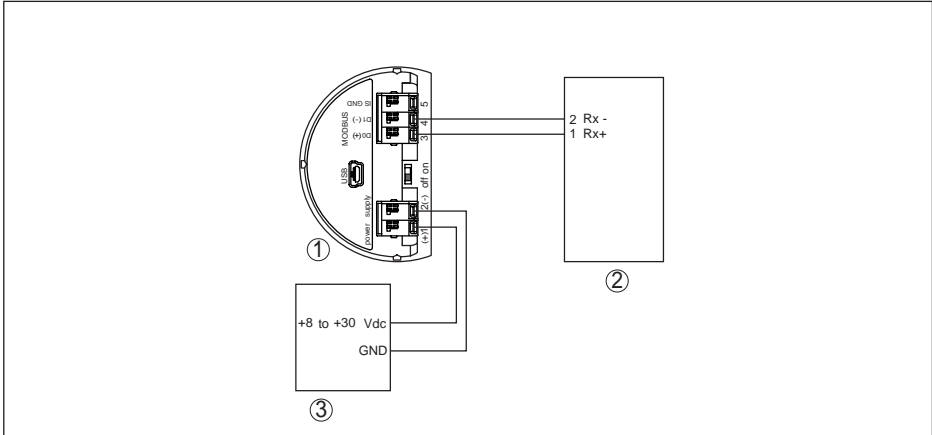 IS GND
D1 (-)
D0(+)
MODBUS
USB
power supply
5
4
3
off on
2(-)
(+)1
1
2 Rx -
1 Rx+
2
+8 to +30 Vdc
GND
3